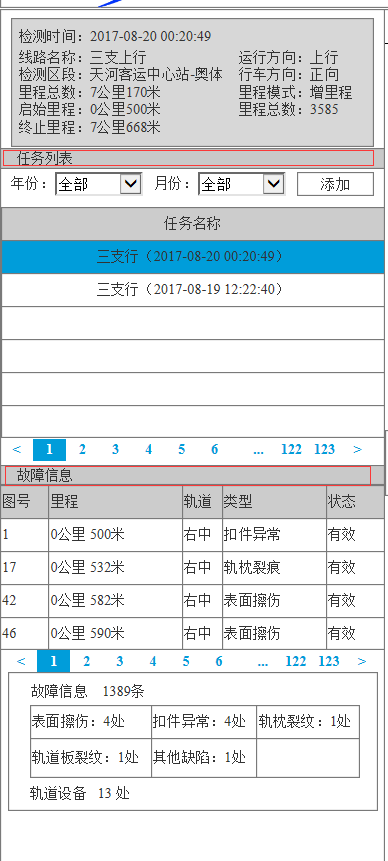 检测时间：2017-08-20 00:20:49
线路名称：三支上行 运行方向：上行
检测区段：天河客运中心站-奥体 行车方向：正向
里程总数：7公里170米 里程模式：增里程
启始里程：0公里500米 里程总数：3585
终止里程：7公里668米
任务列表
年份：全部 月份：全部 添加
任务名称
三支行（2017-08-20 00:20:49）
三支行（2017-08-19 12:22:40）
< 1 2 3 4 5 6 ... 122 123 >
故障信息
图号 里程 轨道 类型 状态
1 0公里 500米 右中 扣件异常 有效
17 0公里 532米 右中 轨枕裂痕 有效
42 0公里 582米 右中 表面擦伤 有效
46 0公里 590米 右中 表面擦伤 有效
< 1 2 3 4 5 6 ... 122 123 >
故障信息 1389条
表面擦伤：4处 扣件异常：4处 轨枕裂纹：1处
轨道板裂纹：1处 其他缺陷：1处
轨道设备 13 处